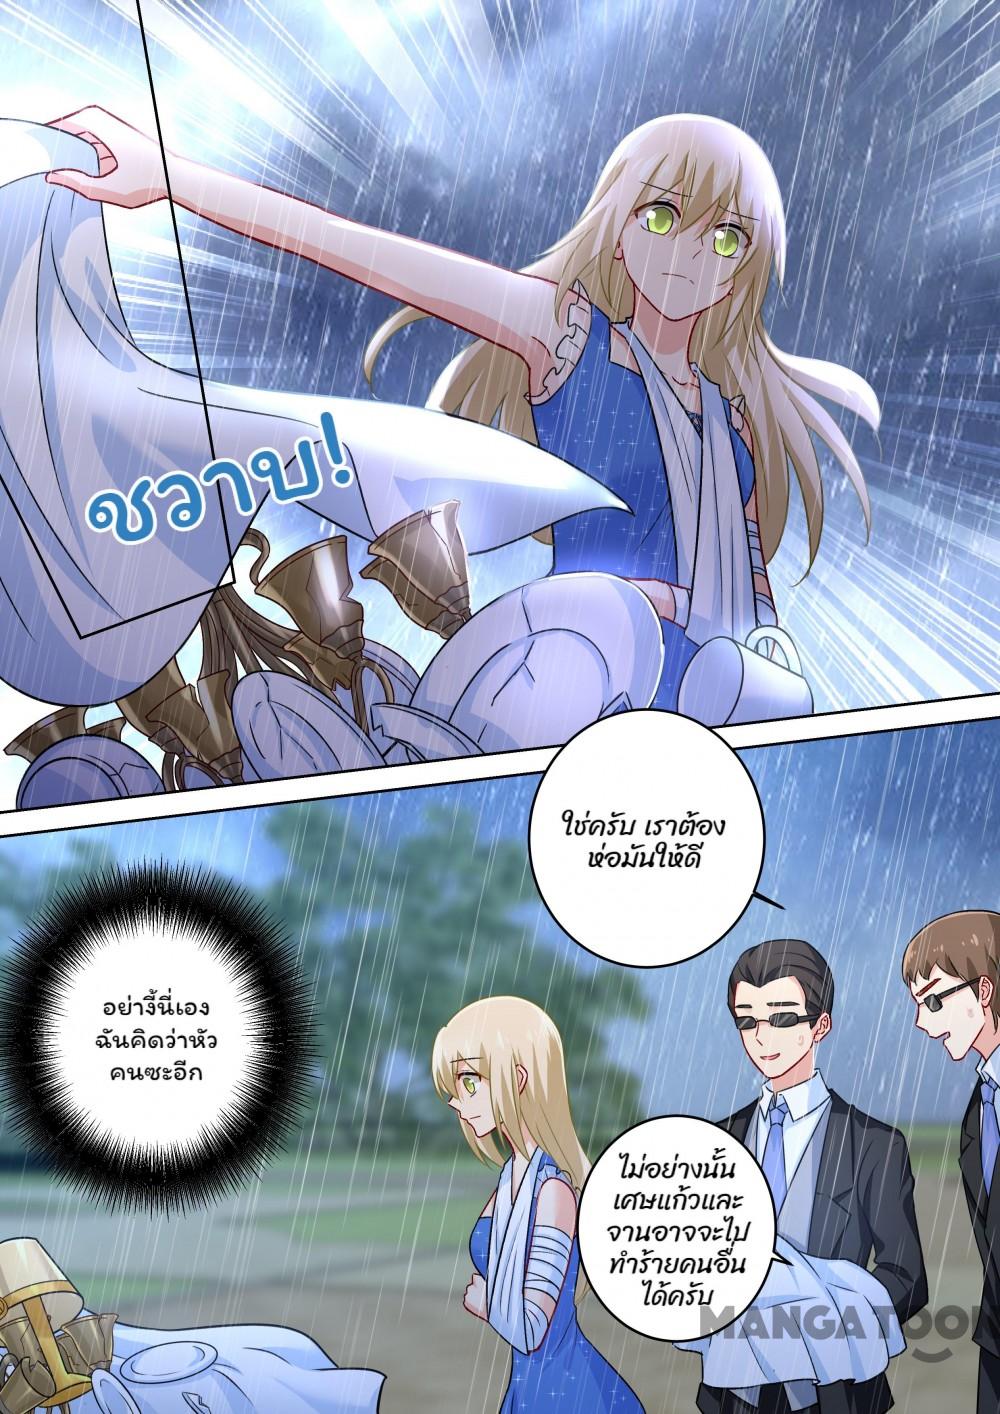 ชวาบ!
ใช่ครับ เราต้อง
ห่อมันให้ดี
อย่างี้นี่เอง
ฉันคิดว่าหัว
คนซะอีก
ไม่อย่างนั้น
เศษแก้วและ
จานอาจจะไป
ทำร้ายคนอื่น
ได้ครับ
MANGATOON